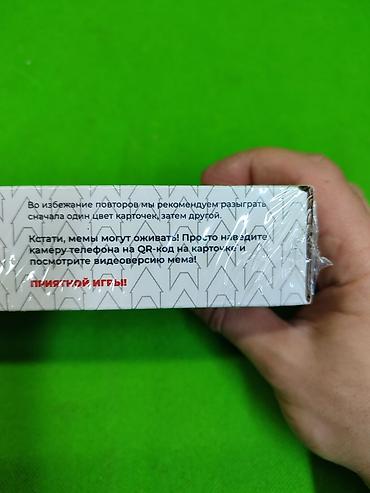 Во избежание повторов мы рекомендуем разыграть
сначала один цвет карточек, затем другой.
Кстати, мемы могут оживать! Просто наведите
камеру телефона на QR-код на карточке и
посмотрите видеоверсию мема!
ПРИЯТНОЙ ИГРЫ!